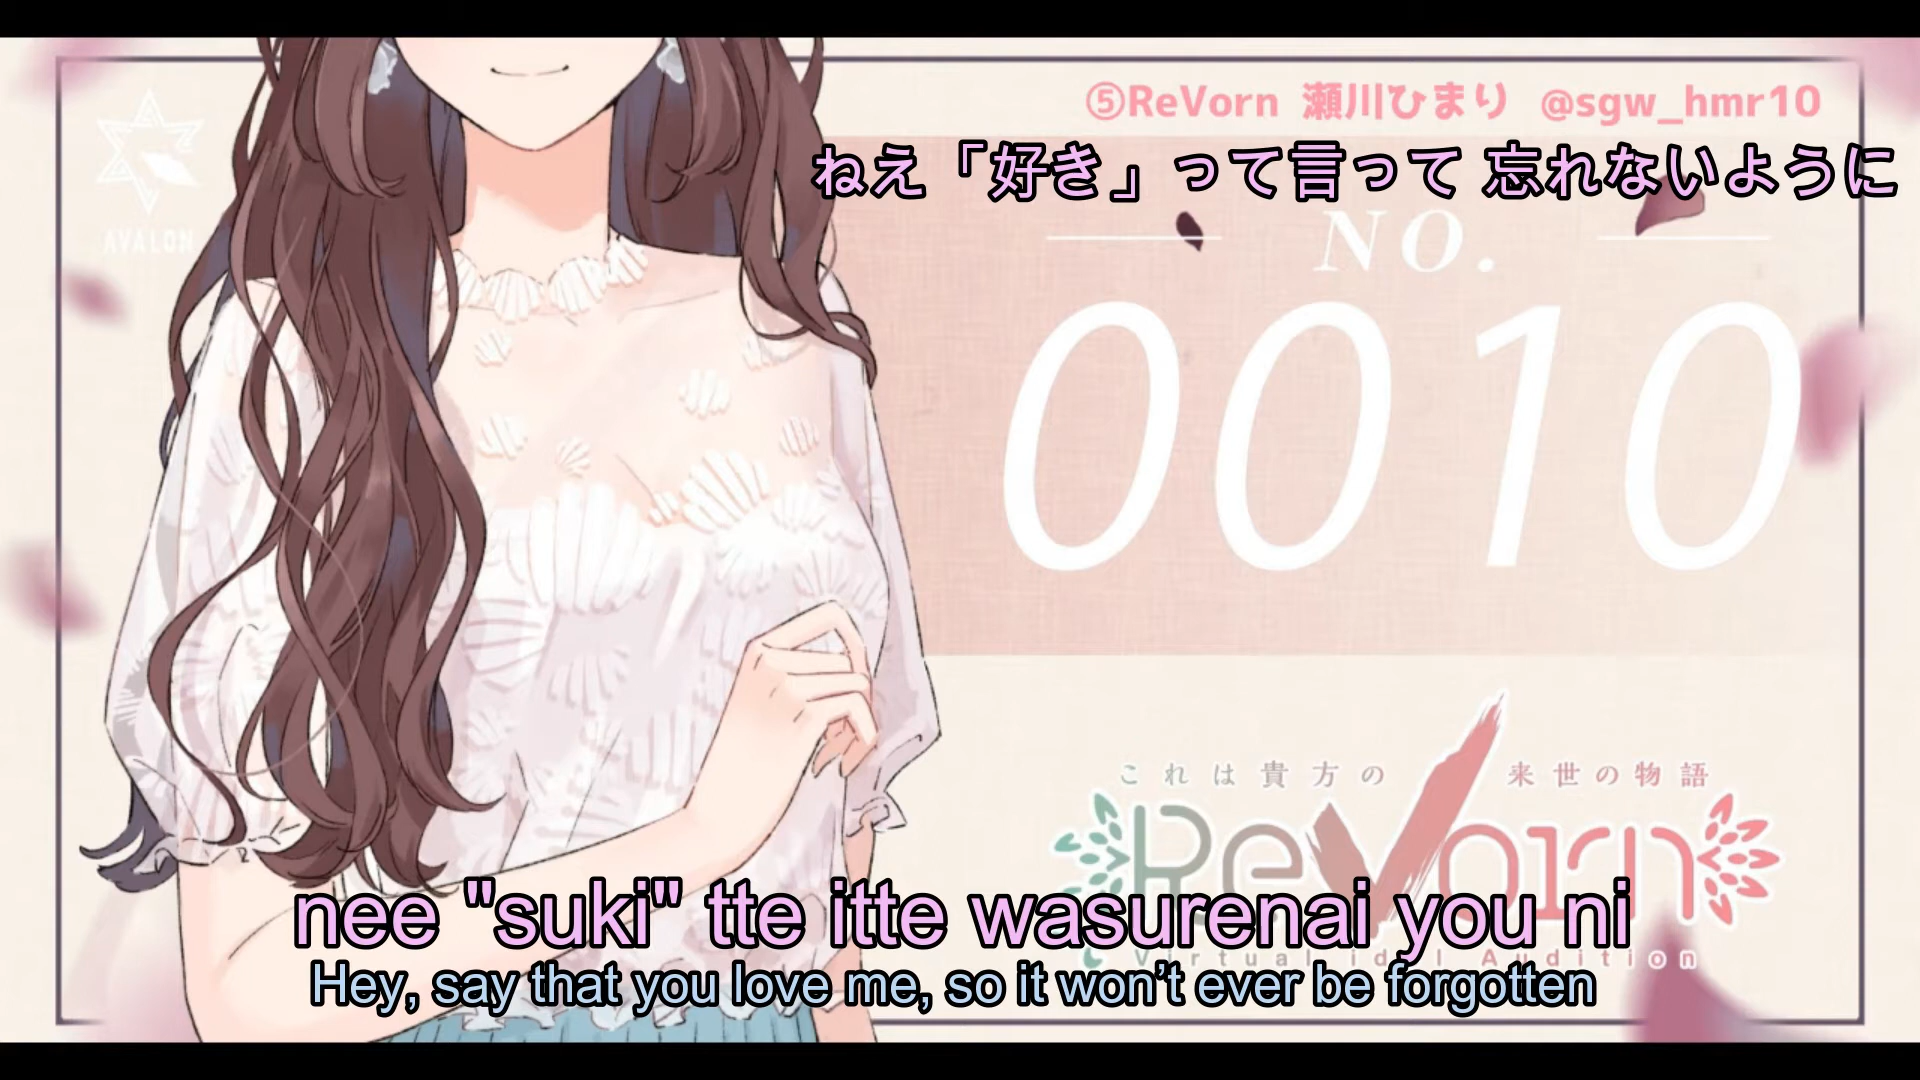 ⑤ReVorn 瀬川ひまり @sgw_hmr10
ねえ「好き」って言って 忘れないように
AVALON
NO.
0010
これは貴方の 来世の物語
ReVorn
Virtual idol Audition
nee "suki" tte itte wasurenai you ni
Hey, say that you love me, so it won't ever be forgotten